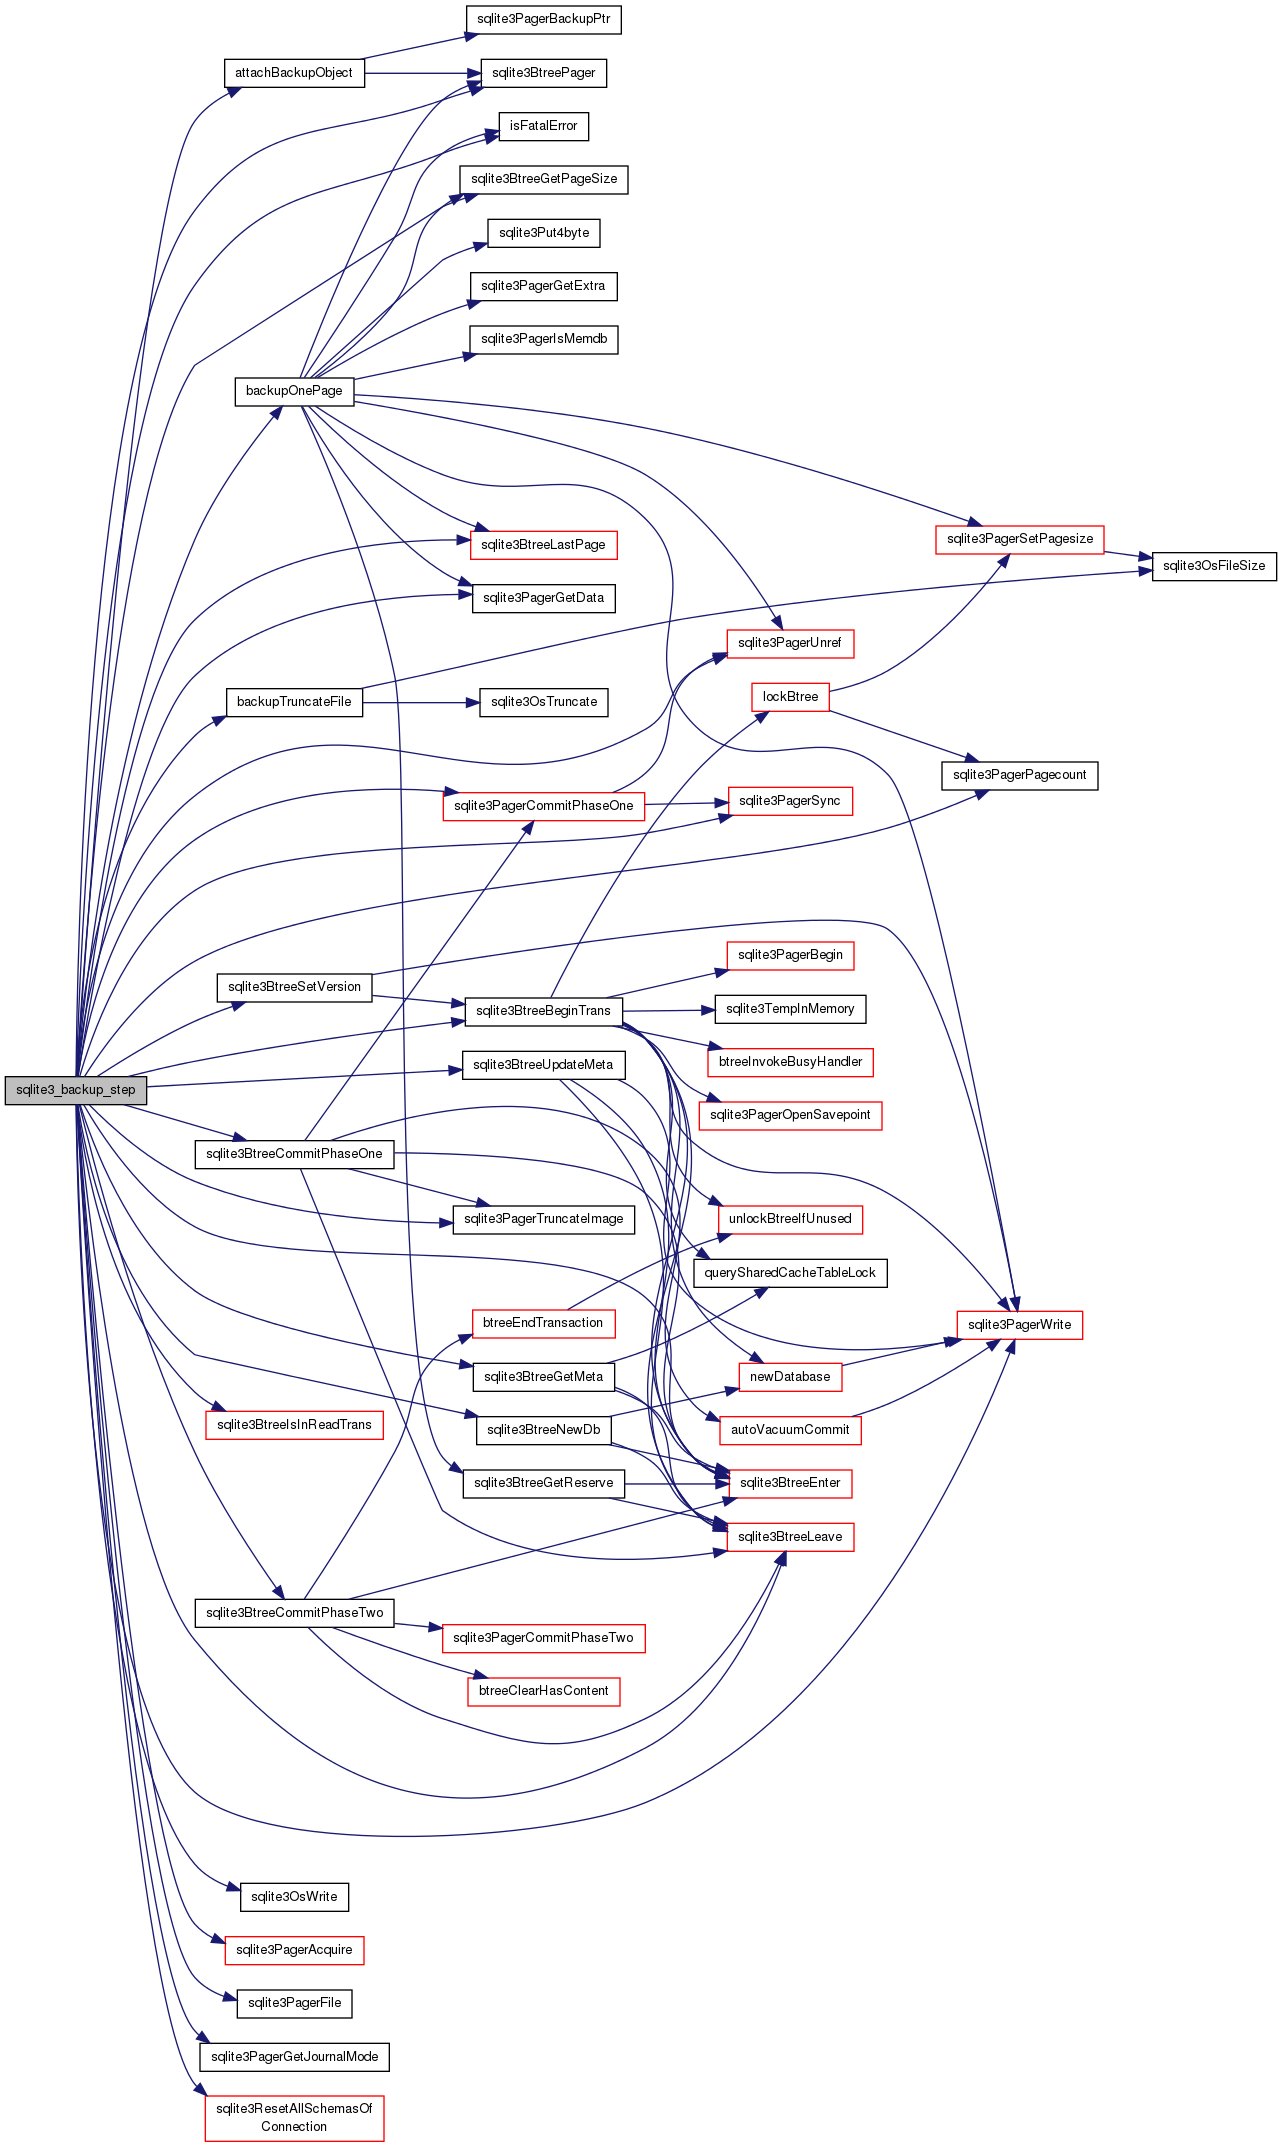 sqlite3PagerBackupPtr
attachBackupObject
sqlite3BtreePager
isFatalError
sqlite3BtreeGetPageSize
sqlite3Put4byte
sqlite3PagerGetExtra
sqlite3PagerIsMemdb
backupOnePage
sqlite3PagerSetPagesize
sqlite3BtreeLastPage
sqlite3OsFileSize
sqlite3PagerGetData
sqlite3PagerUnref
lockBtree
backupTruncateFile
sqlite3OsTruncate
sqlite3PagerPagecount
sqlite3PagerCommitPhaseOne
sqlite3PagerSync
sqlite3PagerBegin
sqlite3BtreeSetVersion
sqlite3BtreeBeginTrans
sqlite3TempInMemory
btreeInvokeBusyHandler
sqlite3BtreeUpdateMeta
sqlite3_backup_step
sqlite3PagerOpenSavepoint
sqlite3BtreeCommitPhaseOne
sqlite3PagerTruncateImage
unlockBtreeIfUnused
querySharedCacheTableLock
btreeEndTransaction
sqlite3PagerWrite
sqlite3BtreeGetMeta
newDatabase
sqlite3BtreeIsInReadTrans
sqlite3BtreeNewDb
autoVacuumCommit
sqlite3BtreeGetReserve
sqlite3BtreeEnter
sqlite3BtreeLeave
sqlite3BtreeCommitPhaseTwo
sqlite3PagerCommitPhaseTwo
btreeClearHasContent
sqlite3OsWrite
sqlite3PagerAcquire
sqlite3PagerFile
sqlite3PagerGetJournalMode
sqlite3ResetAllSchemasOf
Connection